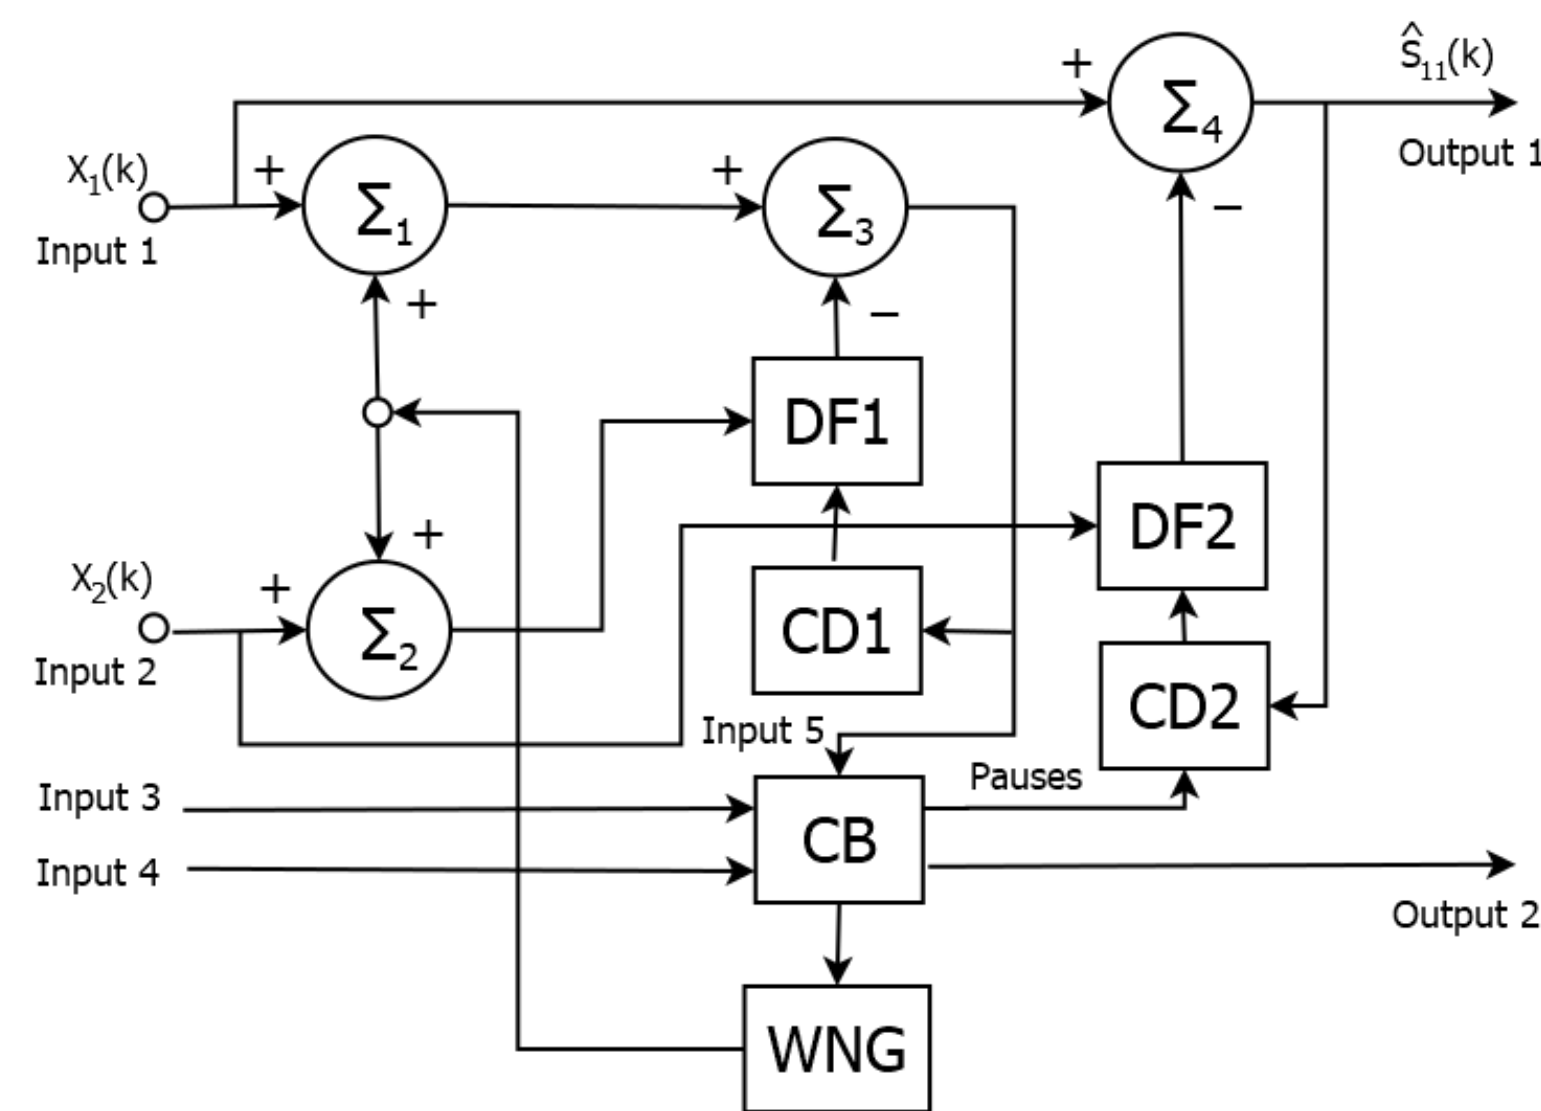 Ŝ₁₁(k)
+
Σ₄
Output 1
X₁(k)
+
Σ₁
+
Σ₃
−
Input 1
+
−
DF1
+
DF2
X₂(k)
+
Σ₂
CD1
Input 2
CD2
Input 5
Pauses
Input 3
CB
Input 4
Output 2
WNG